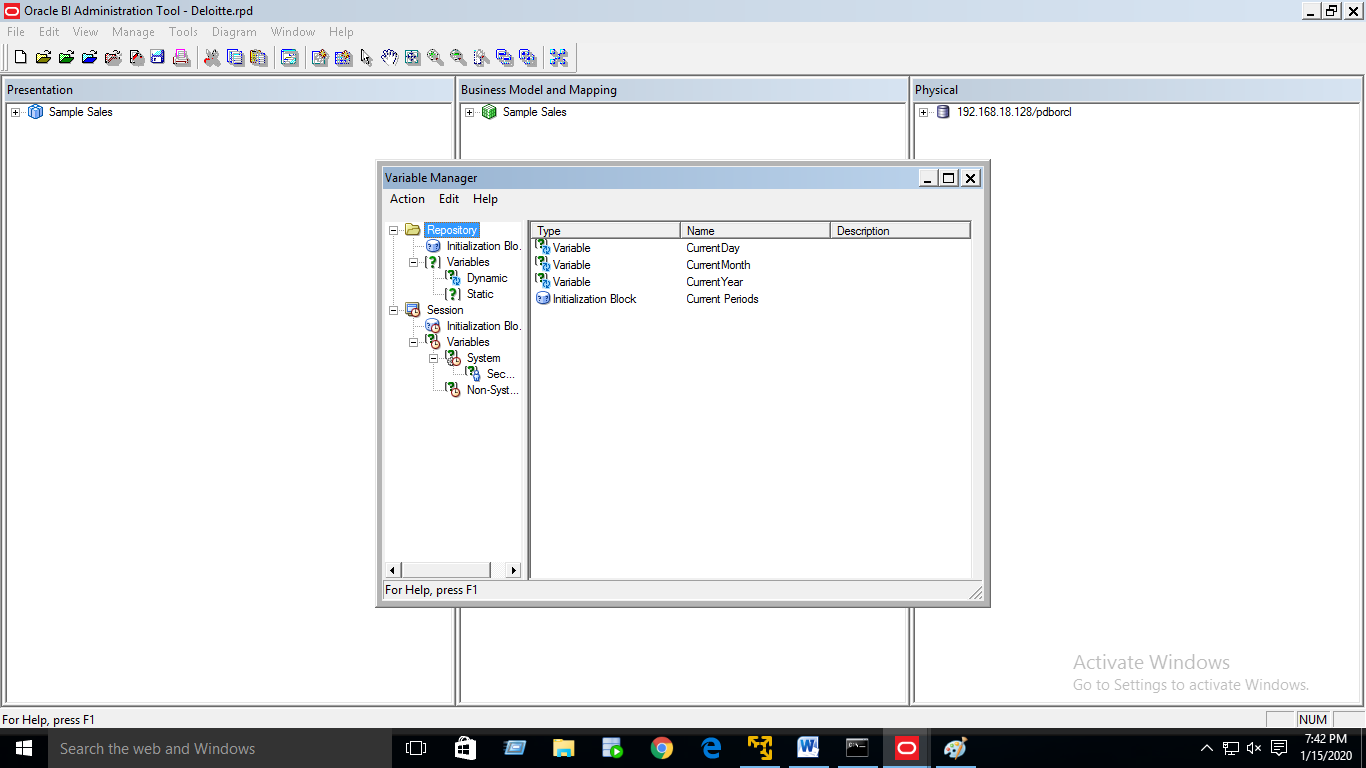 Oracle BI Administration Tool - Deloitte.rpd
File Edit View Manage Tools Diagram Window Help
Presentation
Sample Sales
Business Model and Mapping
Sample Sales
Physical
192.168.18.128/pdborcl
Variable Manager
Action Edit Help
Repository
Initialization Blo.
Variables
Dynamic
Static
Session
Initialization Blo.
Variables
System
Sec...
Non-Syst...
Type Name Description
Variable CurrentDay
Variable CurrentMonth
Variable CurrentYear
Initialization Block Current Periods
For Help, press F1
Activate Windows
Go to Settings to activate Windows.
For Help, press F1
NUM
Search the web and Windows
7:42 PM
1/15/2020